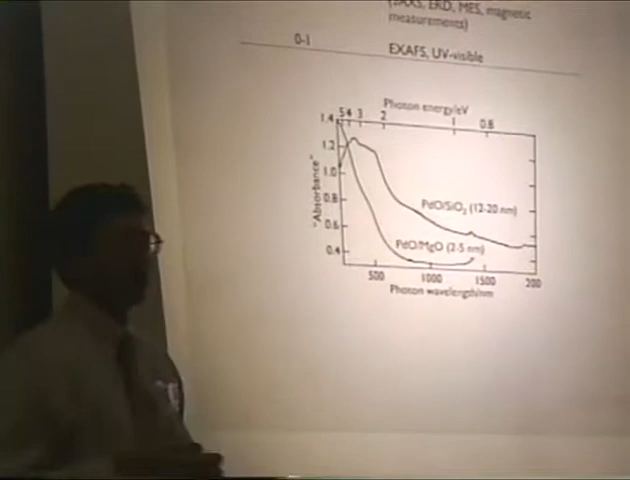 (SAXS, ERD, MES, magnetic
measurements)
0-1 EXAFS, UV-visible
Photon energy/eV
5 4 3 2 1 0.8
1.4
1.2
1.0
0.8
0.6
0.4
"Absorbance"
PdO/SiO₂ (12-20 nm)
PdO/MgO (2-5 nm)
500 1000 1500 200
Photon wavelength/nm